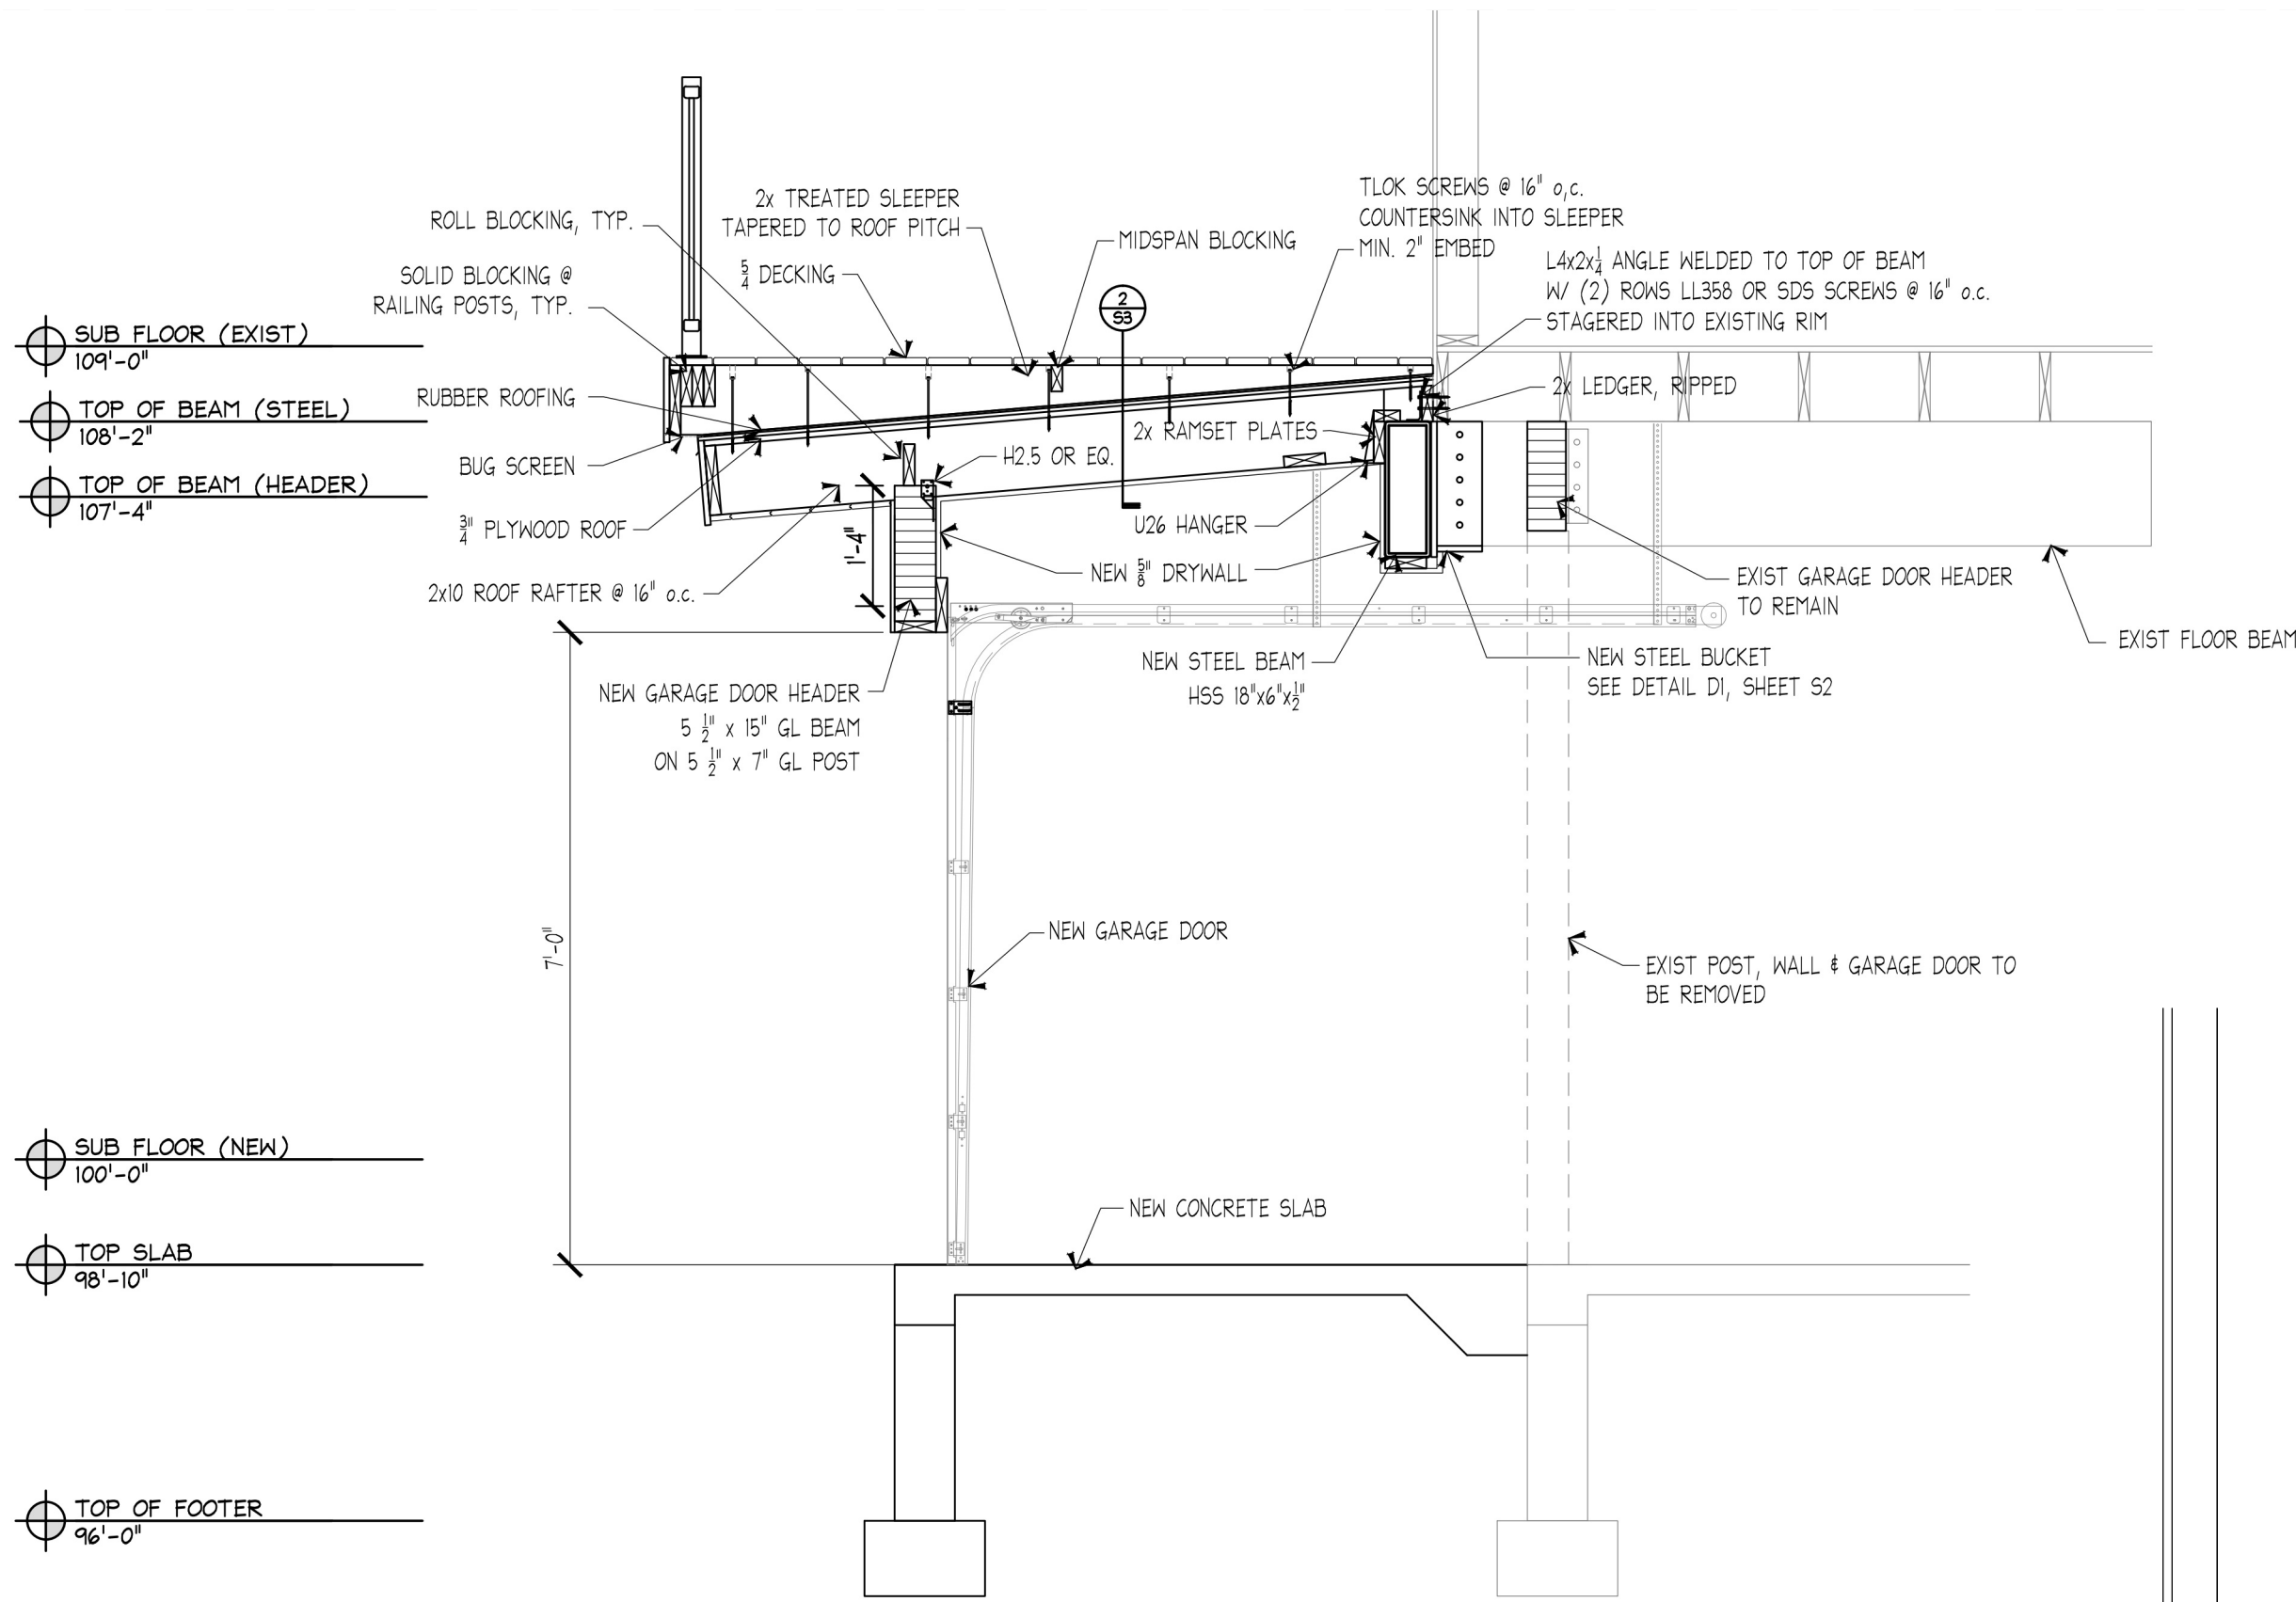 2x TREATED SLEEPER
TAPERED TO ROOF PITCH
ROLL BLOCKING, TYP.
MIDSPAN BLOCKING
TLOK SCREWS @ 16" o,c.
COUNTERSINK INTO SLEEPER
MIN. 2" EMBED
SOLID BLOCKING @
RAILING POSTS, TYP.
5/4 DECKING
L4x2x1/4 ANGLE WELDED TO TOP OF BEAM
W/ (2) ROWS LL358 OR SDS SCREWS @ 16" o.c.
STAGERED INTO EXISTING RIM
2
S3
SUB FLOOR (EXIST)
109'-0"
RUBBER ROOFING
2x LEDGER, RIPPED
TOP OF BEAM (STEEL)
108'-2"
2x RAMSET PLATES
BUG SCREEN
H2.5 OR EQ.
TOP OF BEAM (HEADER)
107'-4"
3/4" PLYWOOD ROOF
U26 HANGER
1'-4"
NEW 5/8" DRYWALL
2x10 ROOF RAFTER @ 16" o.c.
EXIST GARAGE DOOR HEADER
TO REMAIN
EXIST FLOOR BEAM
NEW STEEL BEAM
HSS 18"x6"x1/2"
NEW STEEL BUCKET
SEE DETAIL D1, SHEET S2
NEW GARAGE DOOR HEADER
5 1/2" x 15" GL BEAM
ON 5 1/2" x 7" GL POST
7'-0"
NEW GARAGE DOOR
EXIST POST, WALL & GARAGE DOOR TO
BE REMOVED
SUB FLOOR (NEW)
100'-0"
NEW CONCRETE SLAB
TOP SLAB
98'-10"
TOP OF FOOTER
96'-0"